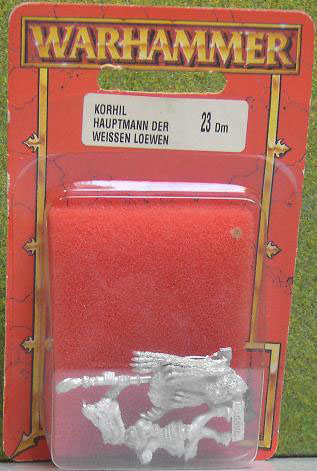 WARHAMMER
KORHIL
HAUPTMANN DER
WEISSEN LOEWEN
23 Dm